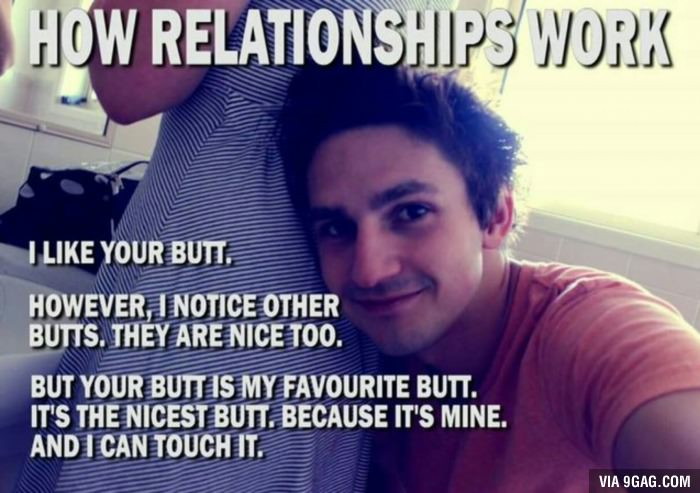 HOW RELATIONSHIPS WORK
I LIKE YOUR BUTT.
HOWEVER, I NOTICE OTHER
BUTTS. THEY ARE NICE TOO.
BUT YOUR BUTT IS MY FAVOURITE BUTT.
IT'S THE NICEST BUTT. BECAUSE IT'S MINE.
AND I CAN TOUCH IT.
VIA 9GAG.COM